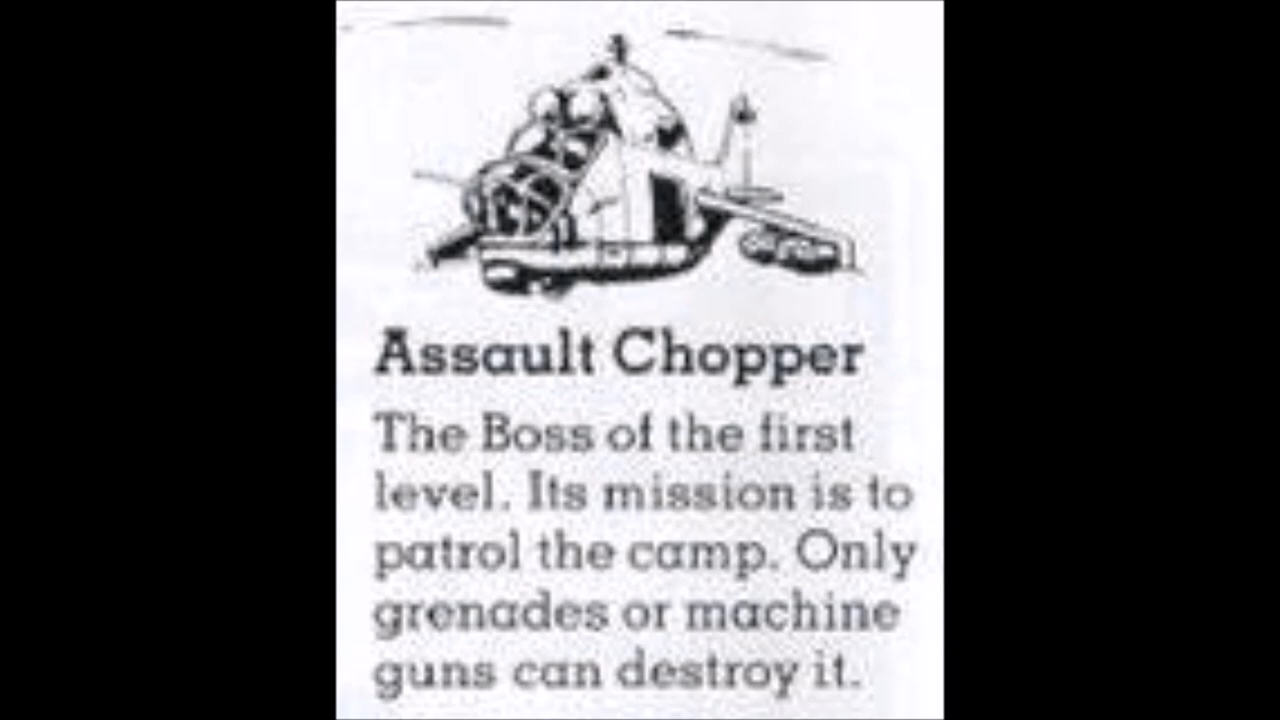 Assault Chopper
The Boss of the first
level. Its mission is to
patrol the camp. Only
grenades or machine
guns can destroy it.